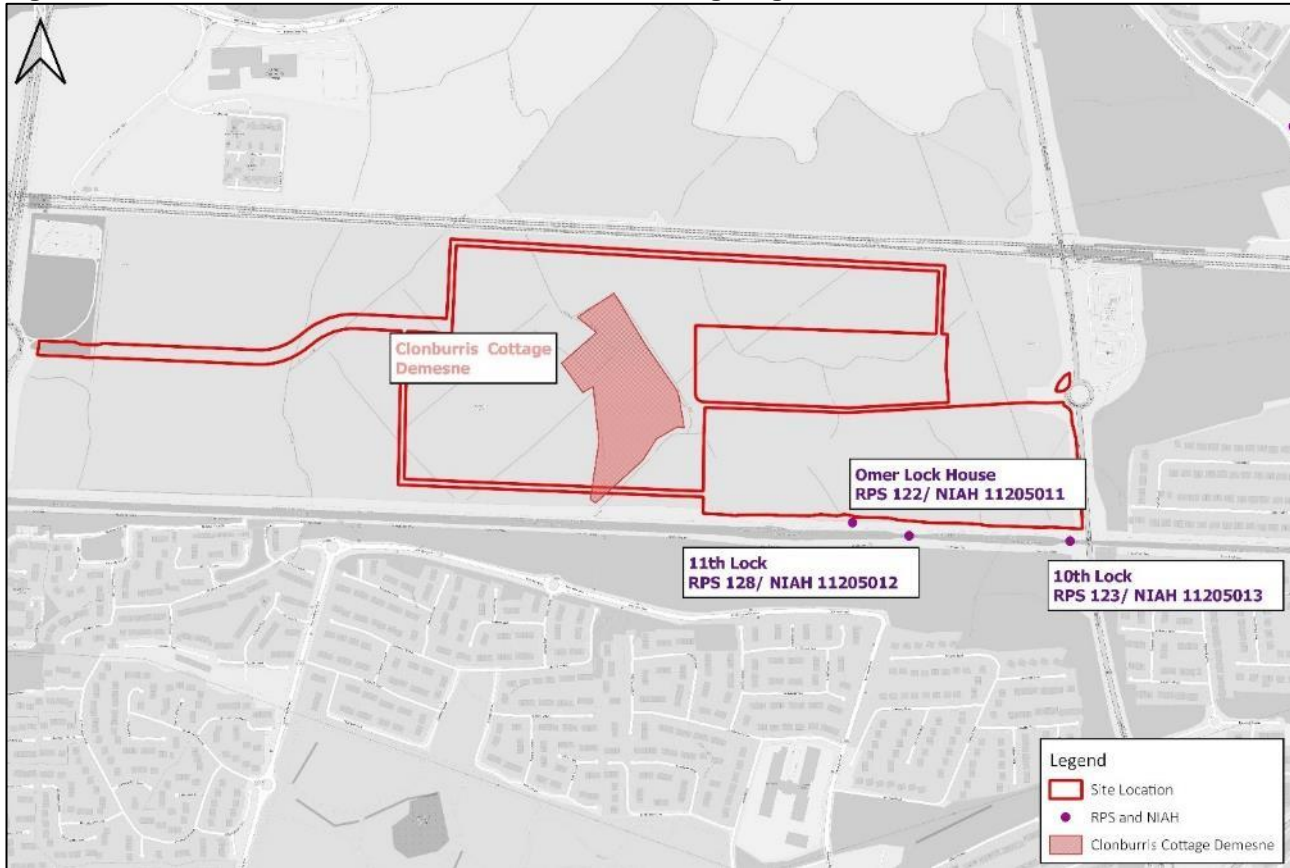 Clonburris Cottage
Demesne
Omer Lock House
RPS 122/ NIAH 11205011
11th Lock
RPS 128/ NIAH 11205012
10th Lock
RPS 123/ NIAH 11205013
Legend
Site Location
RPS and NIAH
Clonburris Cottage Demesne